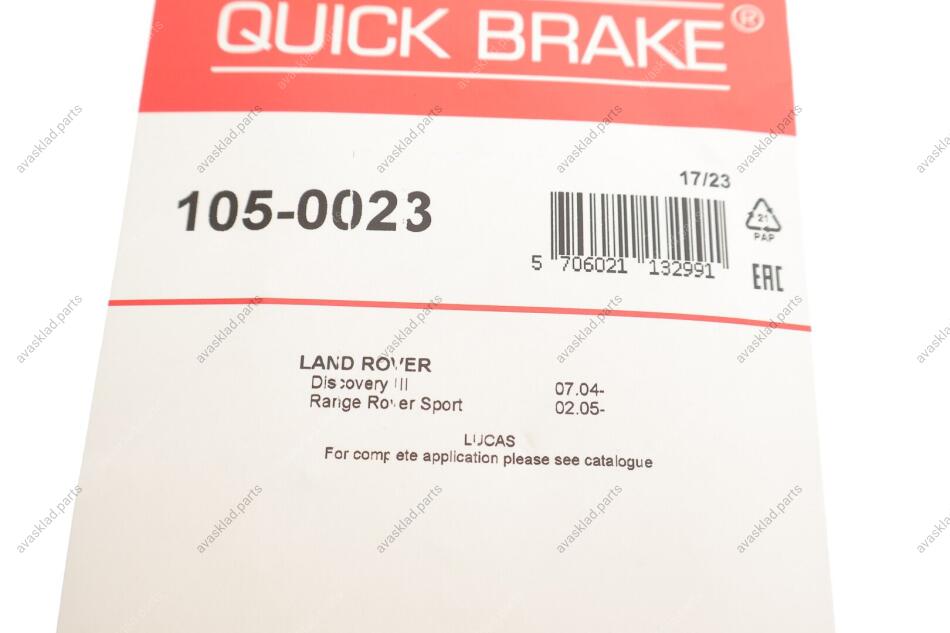 QUICK BRAKE®
17/23
105-0023
21
PAP
5 706021 132991
EAC
LAND ROVER
Discovery III 07.04-
Range Rover Sport 02.05-
LUCAS
For complete application please see catalogue
avasklad.parts